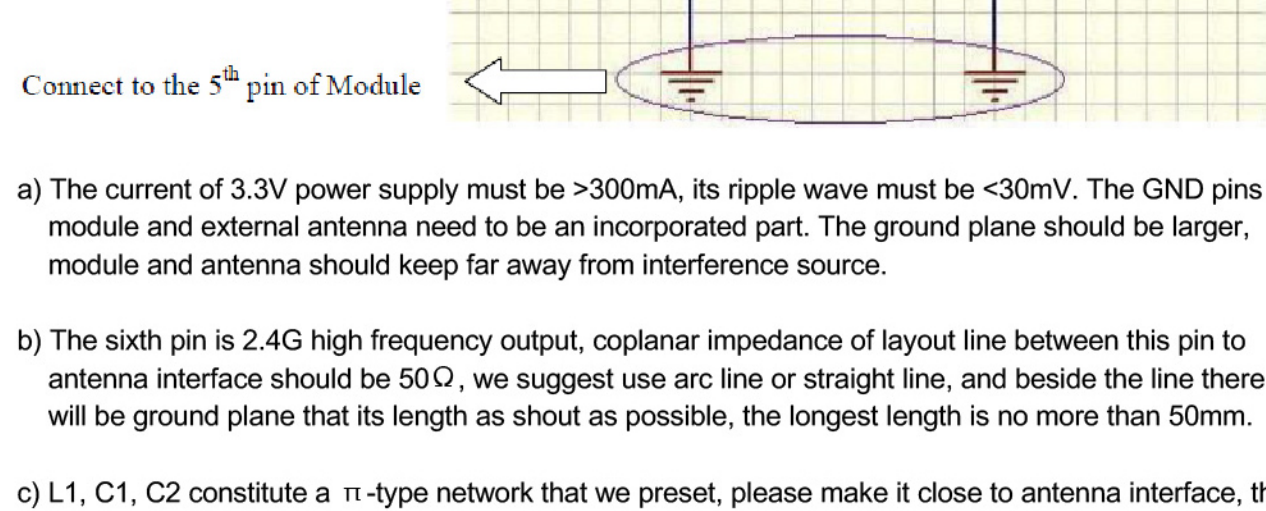 Connect to the 5th pin of Module
a) The current of 3.3V power supply must be >300mA, its ripple wave must be <30mV. The GND pins
module and external antenna need to be an incorporated part. The ground plane should be larger,
module and antenna should keep far away from interference source.
b) The sixth pin is 2.4G high frequency output, coplanar impedance of layout line between this pin to
antenna interface should be 50Ω, we suggest use arc line or straight line, and beside the line there
will be ground plane that its length as shout as possible, the longest length is no more than 50mm.
c) L1, C1, C2 constitute a π-type network that we preset, please make it close to antenna interface,